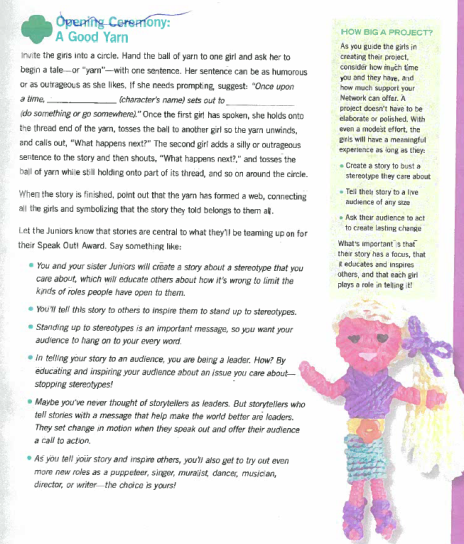 Opening Ceremony:
A Good Yarn
Invite the girls into a circle. Hand the ball of yarn to one girl and ask her to
begin a tale—or "yarn"—with one sentence. Her sentence can be as humorous
or as outrageous as she likes. If she needs prompting, suggest: "Once upon
a time, ____________ (character's name) sets out to ____________
(do something or go somewhere)." Once the first girl has spoken, she holds onto
the thread end of the yarn, tosses the ball to another girl so the yarn unwinds,
and calls out, "What happens next?" The second girl adds a silly or outrageous
sentence to the story and then shouts, "What happens next?," and tosses the
ball of yarn while still holding onto part of its thread, and so on around the circle.
When the story is finished, point out that the yarn has formed a web, connecting
all the girls and symbolizing that the story they told belongs to them all.
Let the Juniors know that stories are central to what they'll be teaming up on for
their Speak Out! Award. Say something like:
• You and your sister Juniors will create a story about a stereotype that you
care about, which will educate others about how it's wrong to limit the
kinds of roles people have open to them.
• You'll tell this story to others to inspire them to stand up to stereotypes.
• Standing up to stereotypes is an important message, so you want your
audience to hang on to your every word.
• In telling your story to an audience, you are being a leader. How? By
educating and inspiring your audience about an issue you care about—
stopping stereotypes!
• Maybe you've never thought of storytellers as leaders. But storytellers who
tell stories with a message that help make the world better are leaders.
They set change in motion when they speak out and offer their audience
a call to action.
• As you tell your story and inspire others, you'll also get to try out even
more new roles as a puppeteer, singer, muralist, dancer, musician,
director, or writer—the choice is yours!
HOW BIG A PROJECT?
As you guide the girls in
creating their project,
consider how much time
you and they have, and
how much support your
Network can offer. A
project doesn't have to be
elaborate or polished. With
even a modest effort, the
girls will have a meaningful
experience as long as they:
• Create a story to bust a
stereotype they care about
• Tell their story to a live
audience of any size
• Ask their audience to act
to create lasting change
What's important is that
their story has a focus, that
it educates and inspires
others, and that each girl
plays a role in telling it!